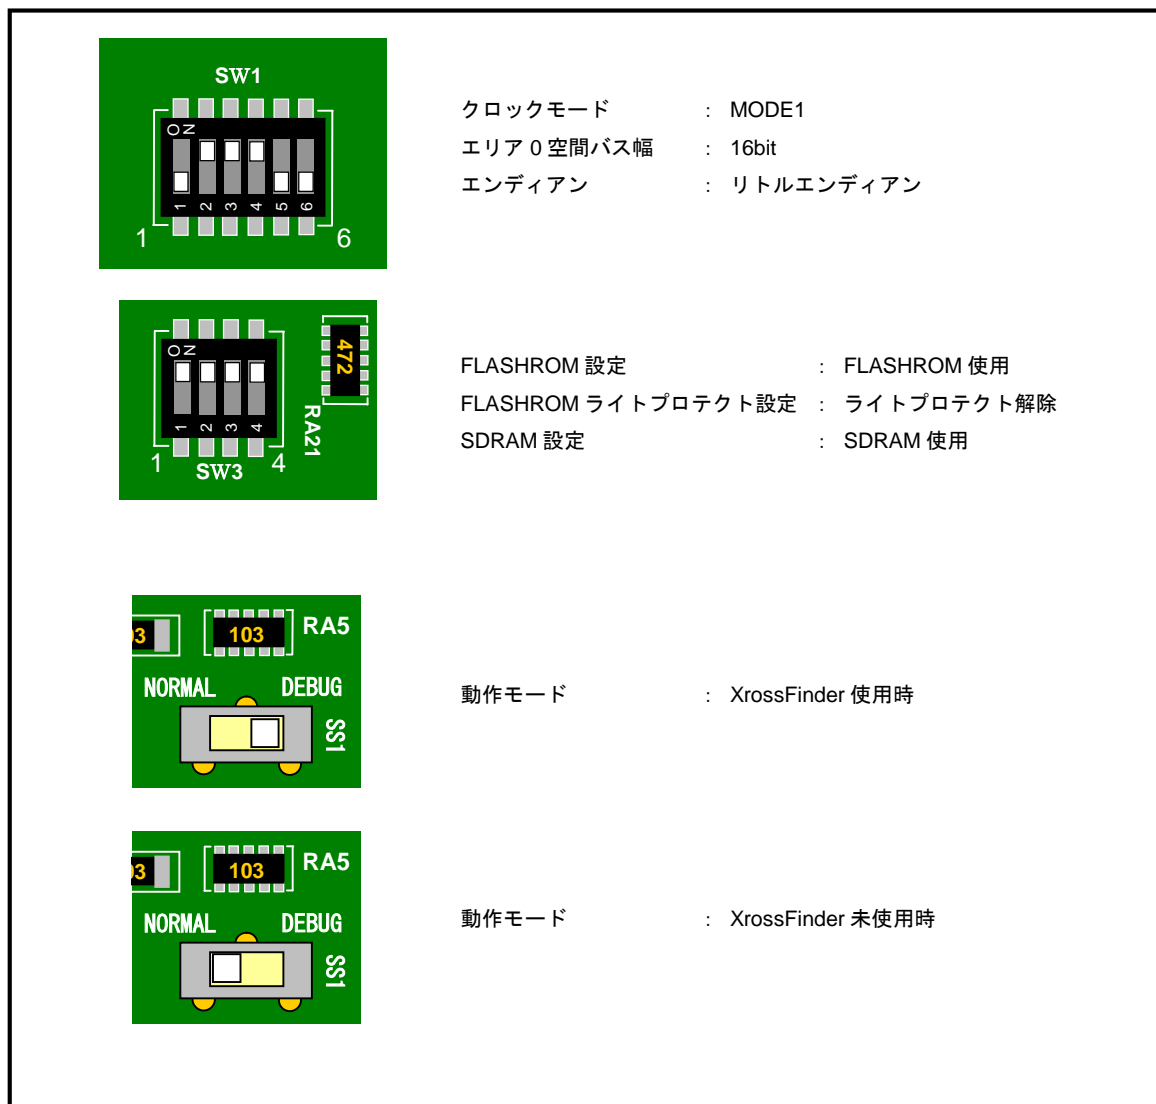 SW1
ON
1 2 3 4 5 6
1 6
クロックモード : MODE1
エリア 0 空間バス幅 : 16bit
エンディアン : リトルエンディアン
ON
1 2 3 4
1 4
SW3
472
RA21
FLASHROM 設定 : FLASHROM 使用
FLASHROM ライトプロテクト設定 : ライトプロテクト解除
SDRAM 設定 : SDRAM 使用
03 103 RA5
NORMAL DEBUG
SS1
動作モード : XrossFinder 使用時
03 103 RA5
NORMAL DEBUG
SS1
動作モード : XrossFinder 未使用時